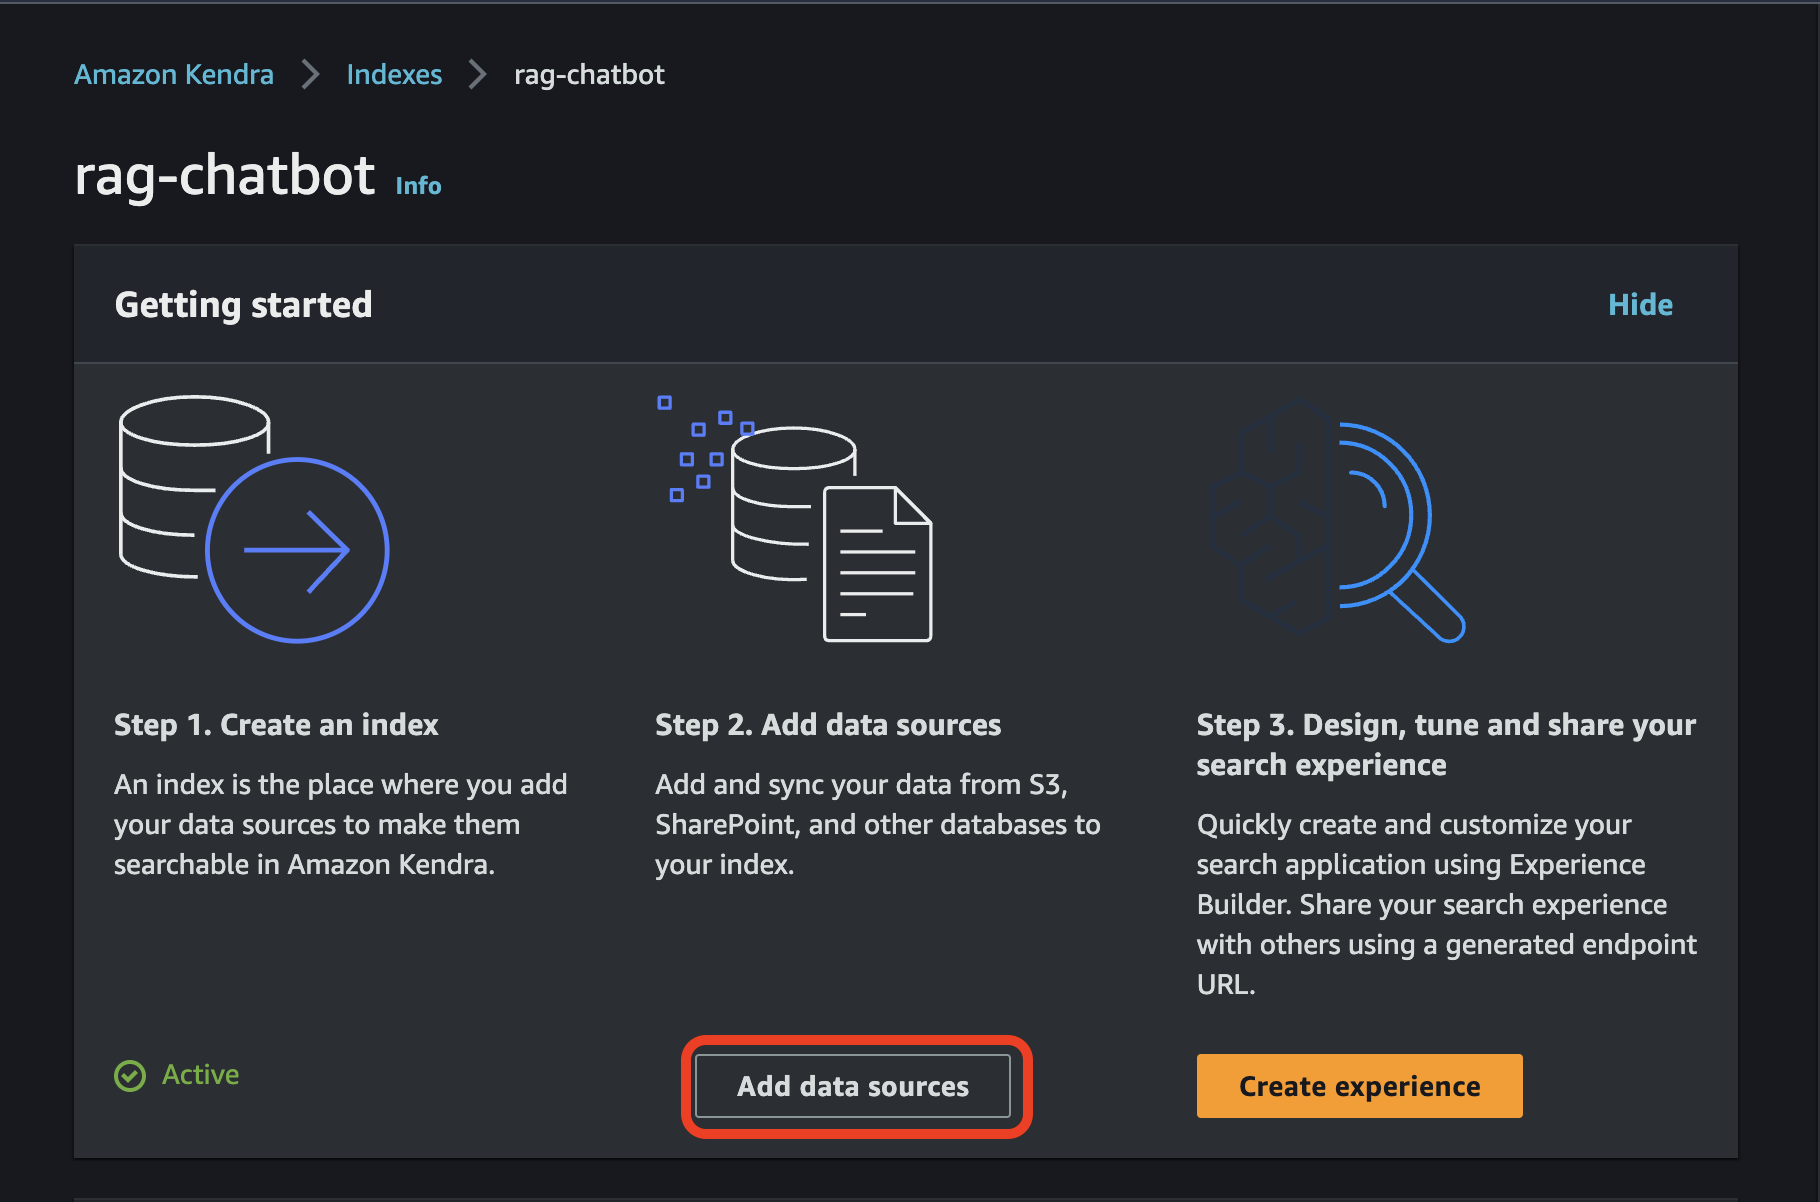 Amazon Kendra > Indexes > rag-chatbot
rag-chatbot Info
Getting started
Hide
Step 1. Create an index
An index is the place where you add
your data sources to make them
searchable in Amazon Kendra.
Active
Step 2. Add data sources
Add and sync your data from S3,
SharePoint, and other databases to
your index.
Add data sources
Step 3. Design, tune and share your
search experience
Quickly create and customize your
search application using Experience
Builder. Share your search experience
with others using a generated endpoint
URL.
Create experience